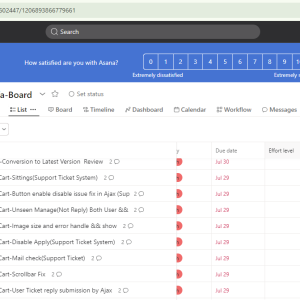 302447/1206893866779661
Search
How satisfied are you with Asana?
0 1 2 3 4 5 6 7 8 9 1
Extremely dissatisfied
Extremely
a-Board
Set status
List
Board
Timeline
Dashboard
Calendar
Workflow
Messages
y
Due date
Effort level
-Conversion to Latest Version Review 2
Jul 30
Cart-Sittings(Support Ticket System) 2
Jul 29
Cart-Button enable disable issue fix in Ajax (Sup 2
Jul 29
Cart-Unseen Manage(Not Reply) Both User && 2
Jul 29
Cart-Image size and error handle && show 2
Jul 29
Cart-Disable Apply(Support Ticket System) 2
Jul 29
Cart-Mail check(Support Ticket) 2
Jul 29
Cart-Scrollbar Fix 2
Jul 29
Cart-User Ticket reply submission by Ajax 2
Jul 29